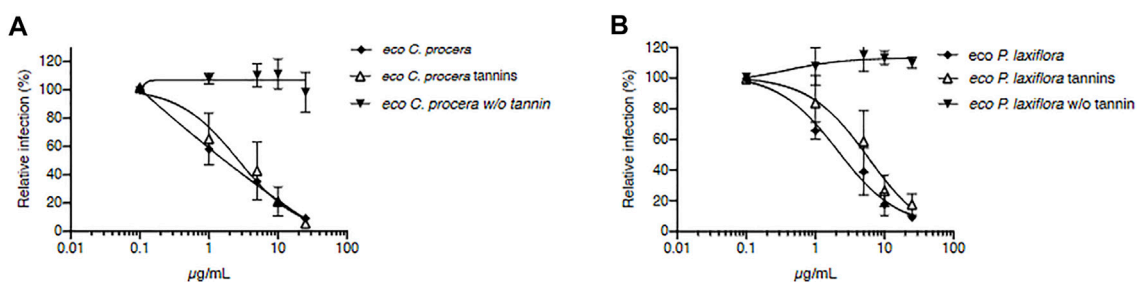 A
Relative infection (%)
120
100
80
60
40
20
0
0.01
0.1
1
10
100
µg/mL
eco C. procera
eco C. procera tannins
eco C. procera w/o tannin
B
Relative infection (%)
120
100
80
60
40
20
0
0.01
0.1
1
10
100
µg/mL
eco P. laxiflora
eco P. laxiflora tannins
eco P. laxiflora w/o tannin